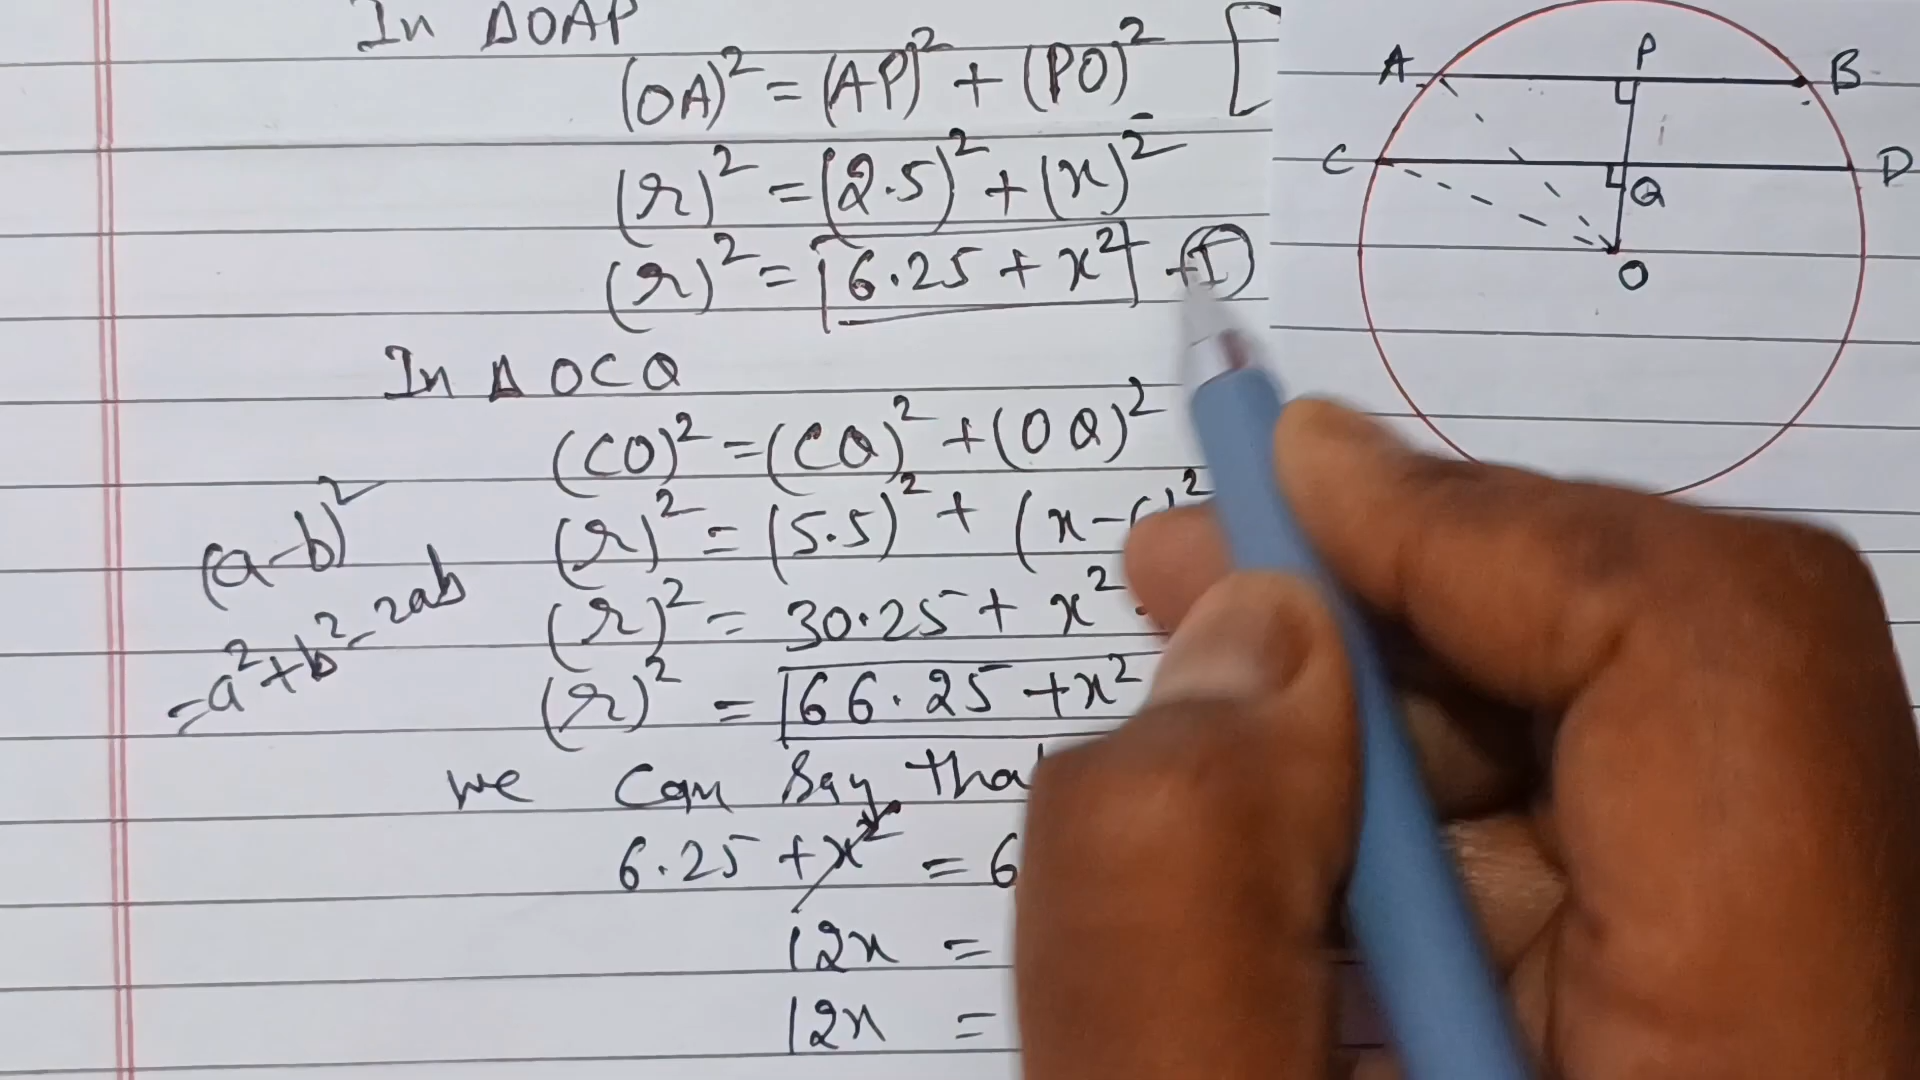 In ΔOAP
(OA)² = (AP)² + (PO)² [
(r)² = (2.5)² + (x)²
(r)² = 6.25 + x² - I
In Δ OCQ
(CO)² = (CQ)² + (OQ)²
(r)² = (5.5)² + (x-
(r)² = 30.25 + x²
(r)² = 66.25 + x²
(a-b)²
= a² + b² - 2ab
we can say
6.25 + x² = 6
12x =
12x =
A P B
C Q D
O